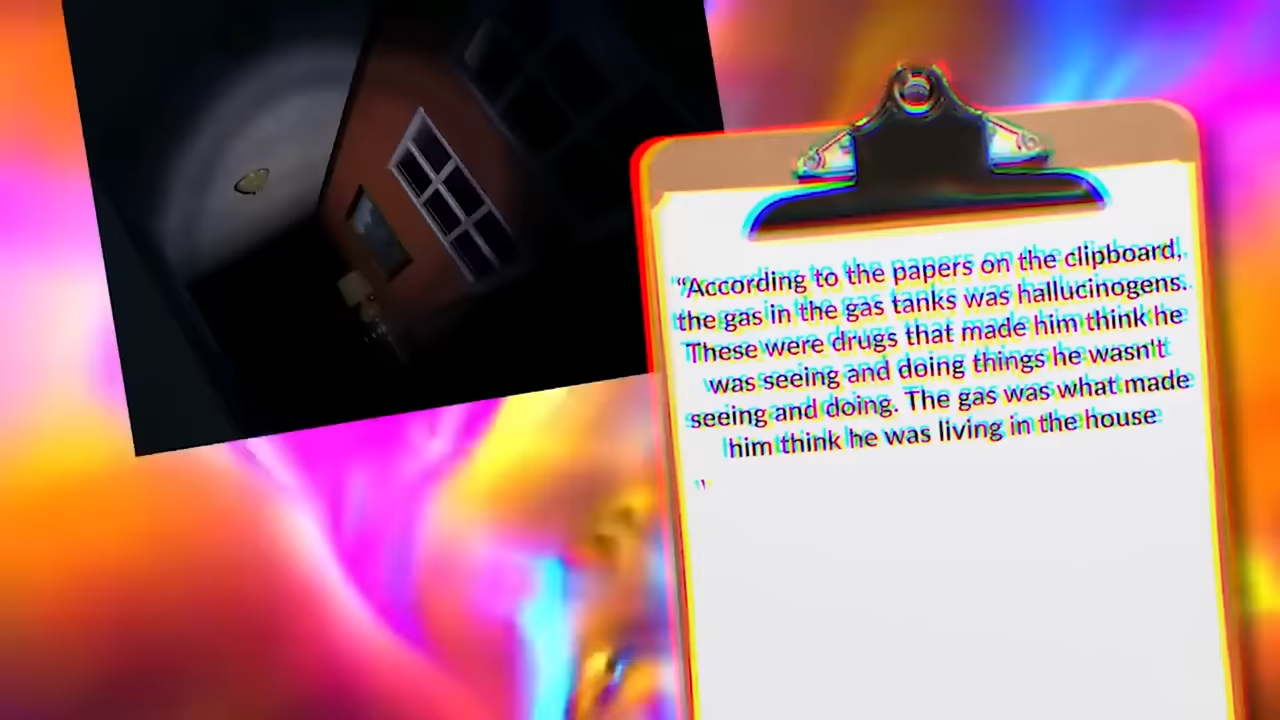 “According to the papers on the clipboard,
the gas in the gas tanks was hallucinogens.
These were drugs that made him think he
was seeing and doing things he wasn't
seeing and doing. The gas was what made
him think he was living in the house
"